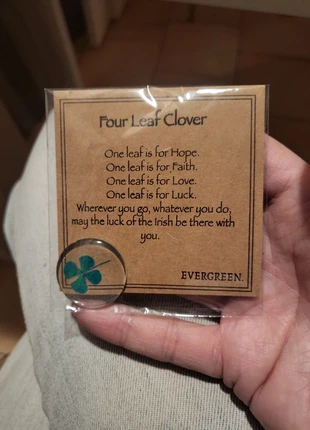 Four Leaf Clover
One leaf is for Hope.
One leaf is for Faith.
One leaf is for Love.
One leaf is for Luck.
Wherever you go, whatever you do,
may the luck of the Irish be there with
you.
EVERGREEN.